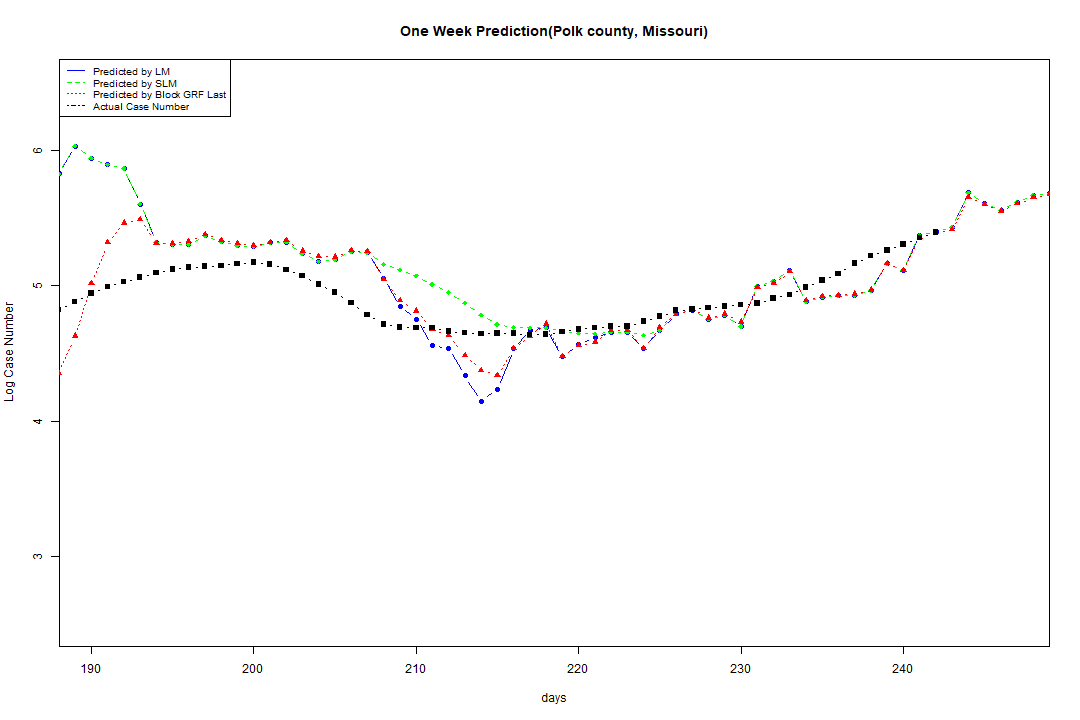 One Week Prediction(Polk county, Missouri)
Predicted by LM
Predicted by SLM
Predicted by Block GRF Last
Actual Case Number
6
5
4
3
Log Case Number
190 200 210 220 230 240
days